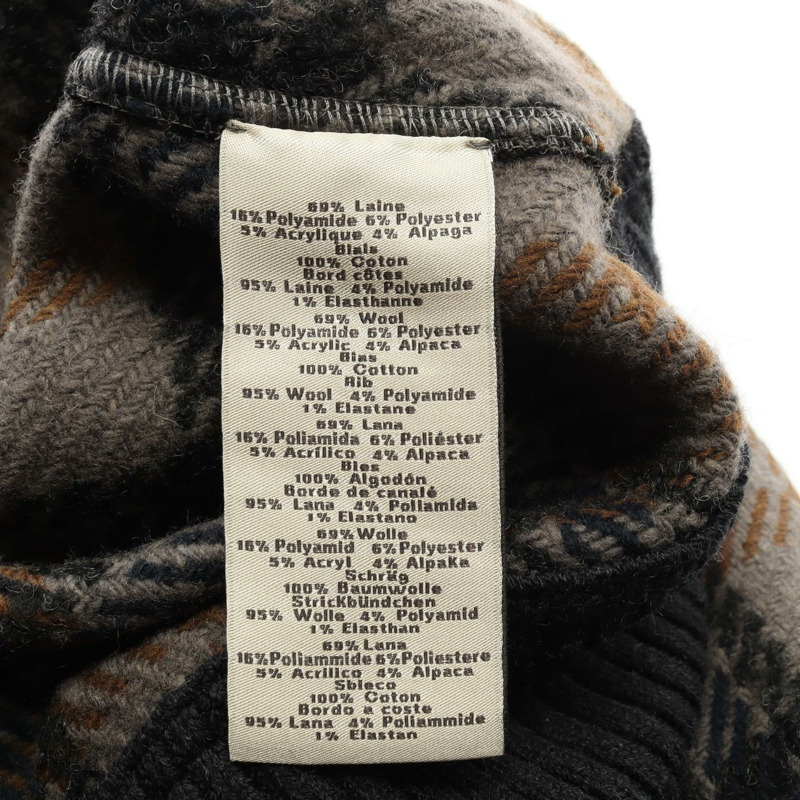 69% Laine
16% Polyamide 6% Polyester
5% Acrylique 4% Alpaga
Biais
100% Coton
Bord côtes
95% Laine 4% Polyamide
1% Elasthanne
69% Wool
16% Polyamide 6% Polyester
5% Acrylic 4% Alpaca
Bias
100% Cotton
Rib
95% Wool 4% Polyamide
1% Elastane
69% Lana
16% Poliamida 6% Poliéster
5% Acrílico 4% Alpaca
Bies
100% Algodón
Borde de canalé
95% Lana 4% Poliamida
1% Elastano
69% Wolle
16% Polyamid 6% Polyester
5% Acryl 4% AlpaKa
Schräg
100% Baumwolle
StricKbündchen
95% Wolle 4% Polyamid
1% Elasthan
69% Lana
16% Poliammide 6% Poliestere
5% Acrilico 4% Alpaca
Sbieco
100% Coton
Bordo a coste
95% Lana 4% Poliammide
1% Elastan